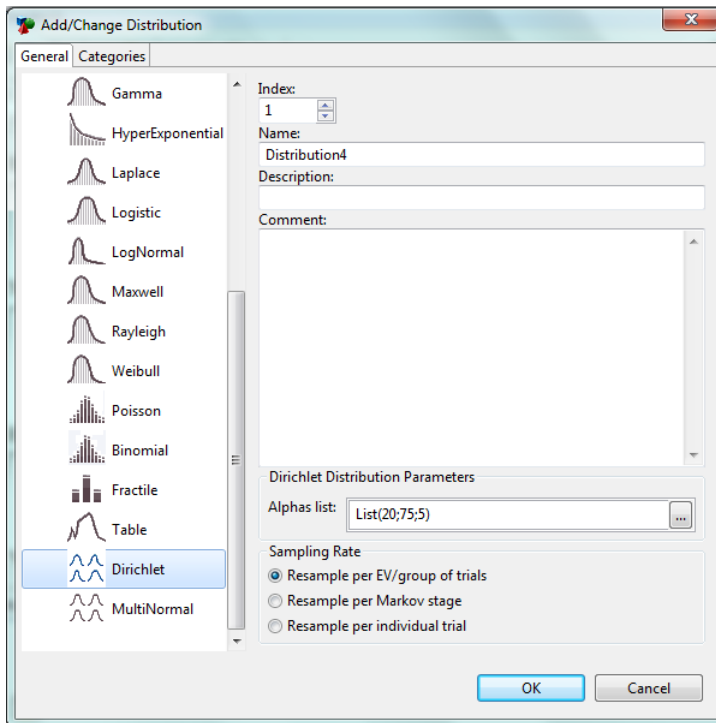 Add/Change Distribution
General Categories
Gamma
HyperExponential
Laplace
Logistic
LogNormal
Maxwell
Rayleigh
Weibull
Poisson
Binomial
Fractile
Table
Dirichlet
MultiNormal
Index:
1
Name:
Distribution4
Description:
Comment:
Dirichlet Distribution Parameters
Alphas list: List(20;75;5) ...
Sampling Rate
Resample per EV/group of trials
Resample per Markov stage
Resample per individual trial
OK Cancel